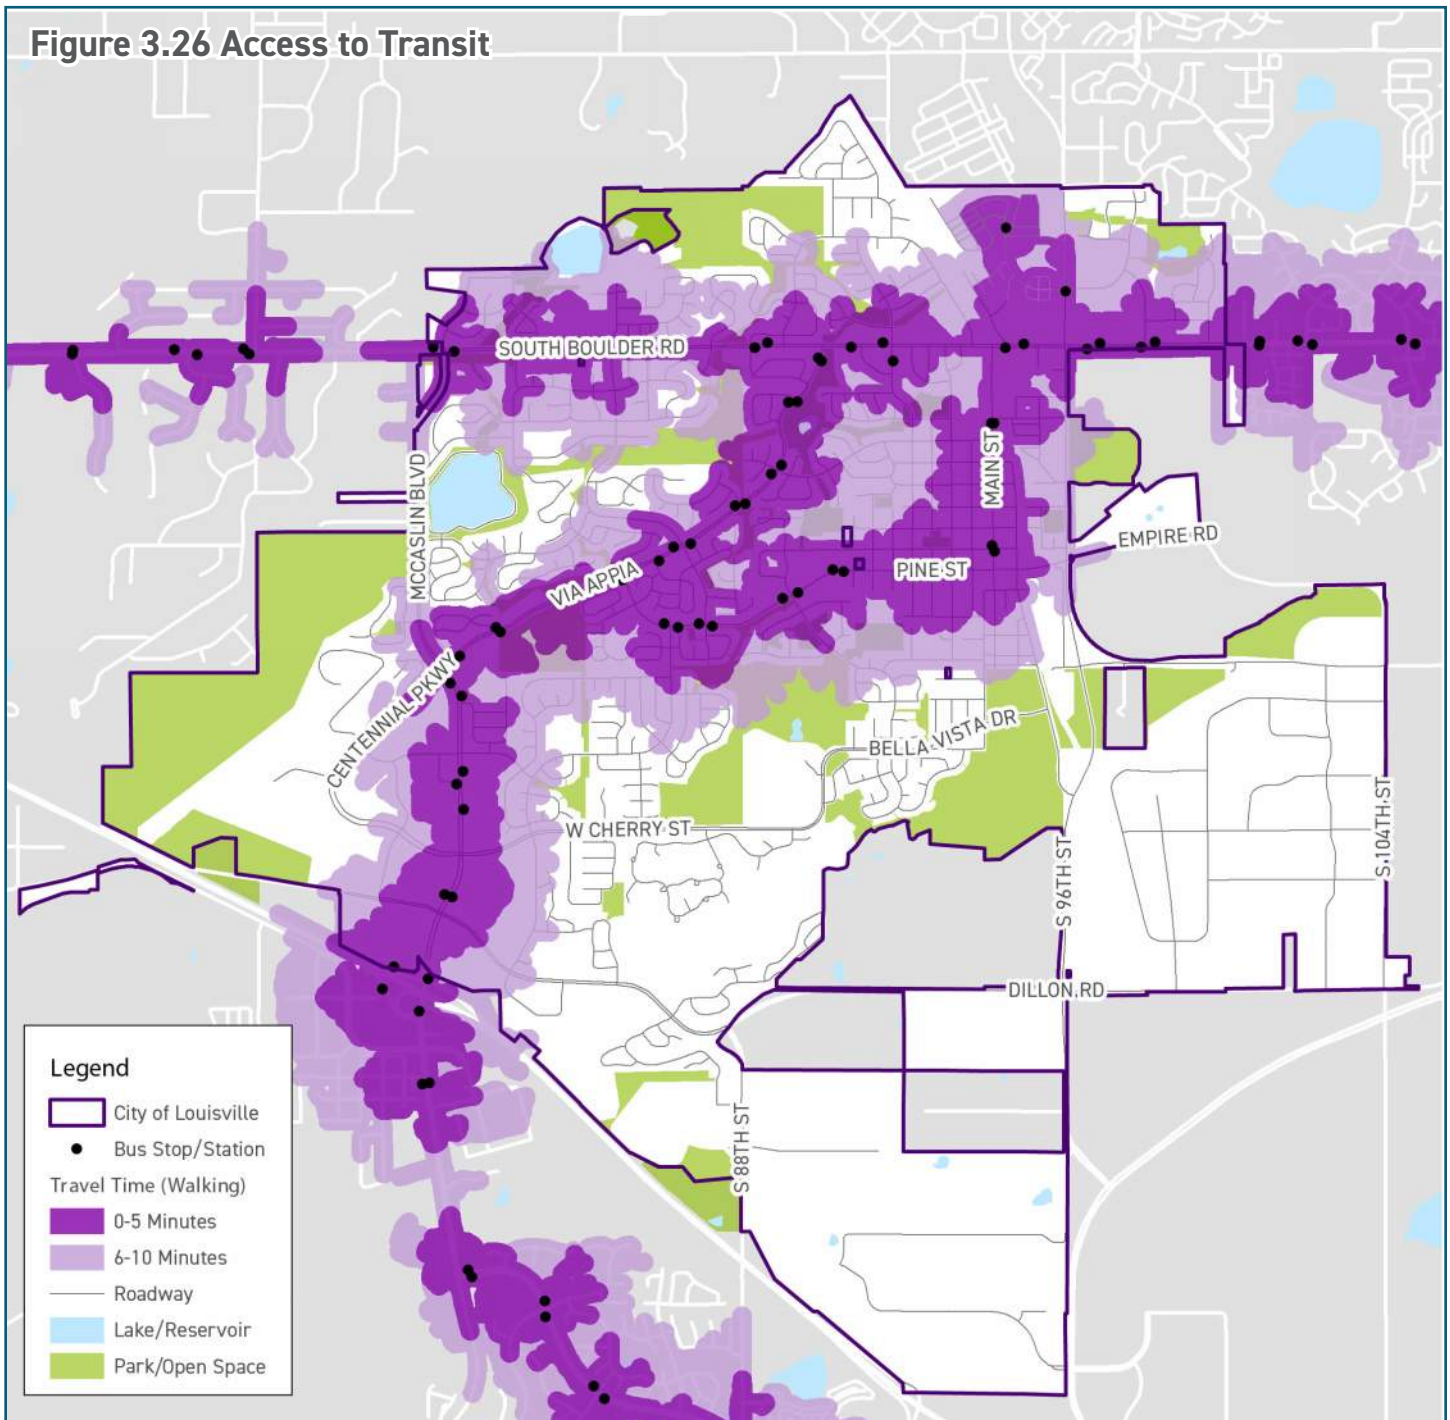 Figure 3.26 Access to Transit
SOUTH BOULDER RD
MCCASLIN BLVD
MAIN ST
EMPIRE RD
PINE ST
VIA APPIA
CENTENNIAL PKWY
BELLA VISTA DR
W CHERRY ST
S 104TH ST
S 96TH ST
DILLON RD
S 88TH ST
Legend
City of Louisville
Bus Stop/Station
Travel Time (Walking)
0-5 Minutes
6-10 Minutes
Roadway
Lake/Reservoir
Park/Open Space